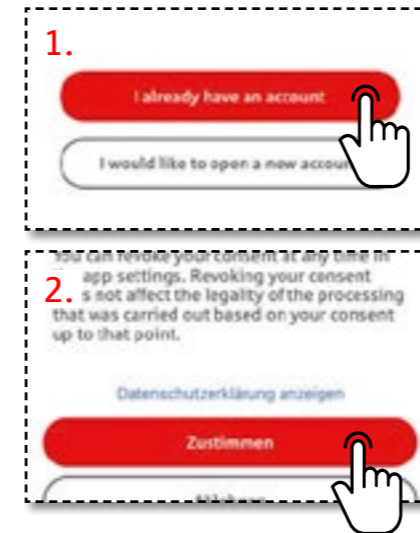 1.
I already have an account
I would like to open a new accou
You can revoke your consent at any time in
app settings. Revoking your consent
2.
s not affect the legality of the processing
that was carried out based on your consent
up to that point.
Datenschutzerklärung anzeigen
Zustimmen